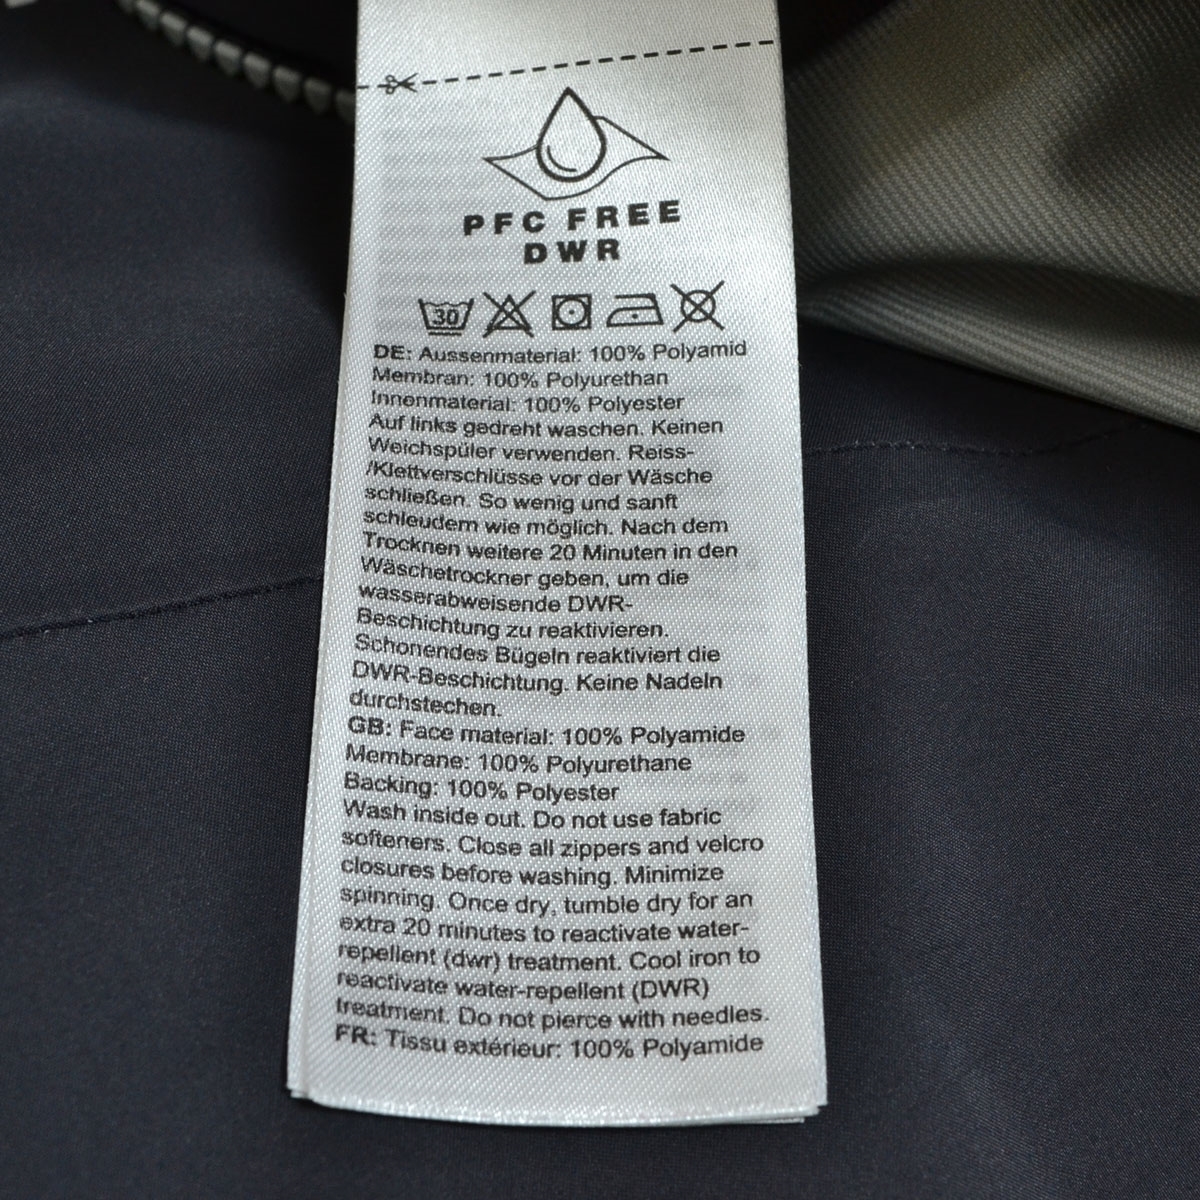 PFC FREE
DWR
30
DE: Aussenmaterial: 100% Polyamid
Membran: 100% Polyurethan
Innenmaterial: 100% Polyester
Auf links gedreht waschen. Keinen
Weichspüler verwenden. Reiss-
/Klettverschlüsse vor der Wäsche
schließen. So wenig und sanft
schleudern wie möglich. Nach dem
Trocknen weitere 20 Minuten in den
Wäschetrockner geben, um die
wasserabweisende DWR-
Beschichtung zu reaktivieren.
Schonendes Bügeln reaktiviert die
DWR-Beschichtung. Keine Nadeln
durchstechen.
GB: Face material: 100% Polyamide
Membrane: 100% Polyurethane
Backing: 100% Polyester
Wash inside out. Do not use fabric
softeners. Close all zippers and velcro
closures before washing. Minimize
spinning. Once dry, tumble dry for an
extra 20 minutes to reactivate water-
repellent (dwr) treatment. Cool iron to
reactivate water-repellent (DWR)
treatment. Do not pierce with needles.
FR: Tissu extérieur: 100% Polyamide